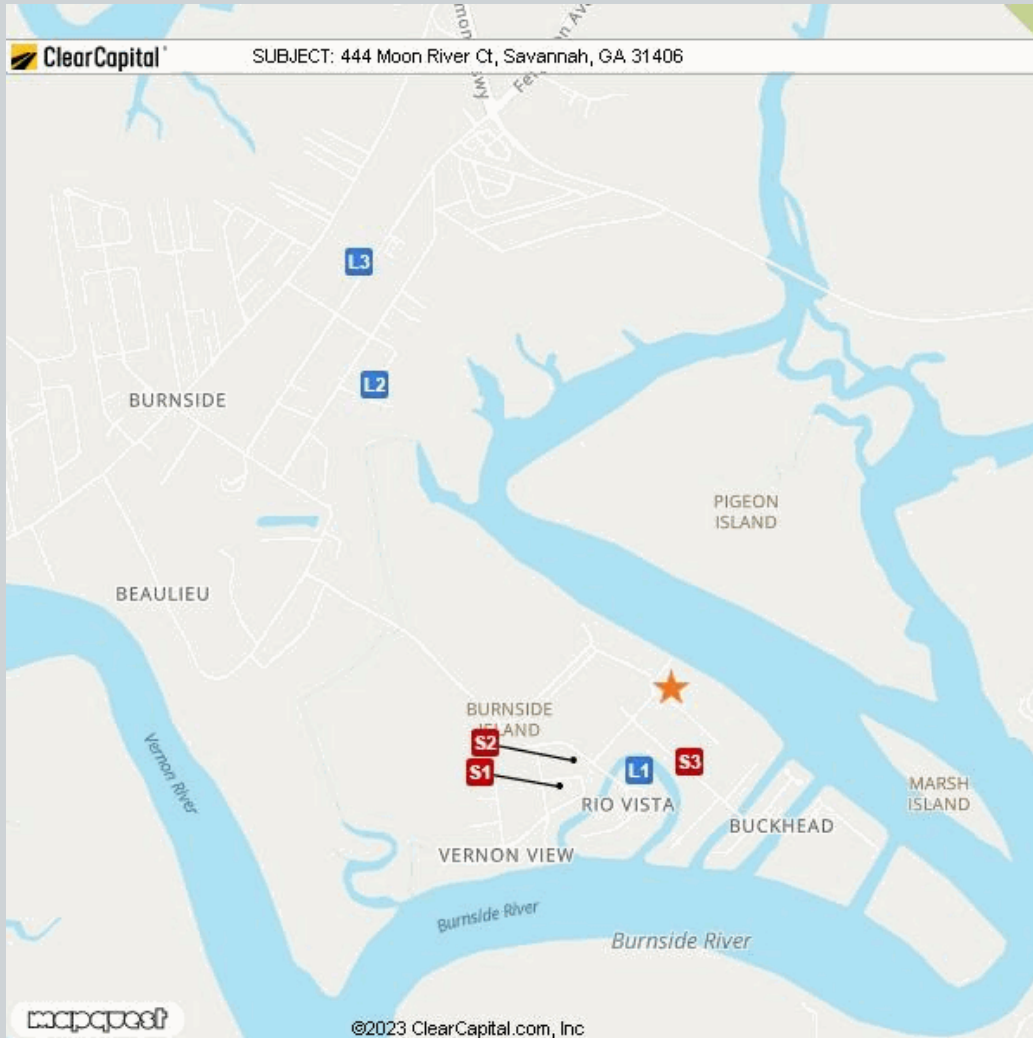 ClearCapital
SUBJECT: 444 Moon River Ct, Savannah, GA 31406
L3
L2
BURNSIDE
PIGEON
ISLAND
BEAULIEU
BURNSIDE
ISLAND
S2
S1
L1
S3
RIO VISTA
MARSH
ISLAND
BUCKHEAD
VERNON VIEW
Vernon River
Burnside River
Burnside River
mapquest
©2023 ClearCapital.com, Inc